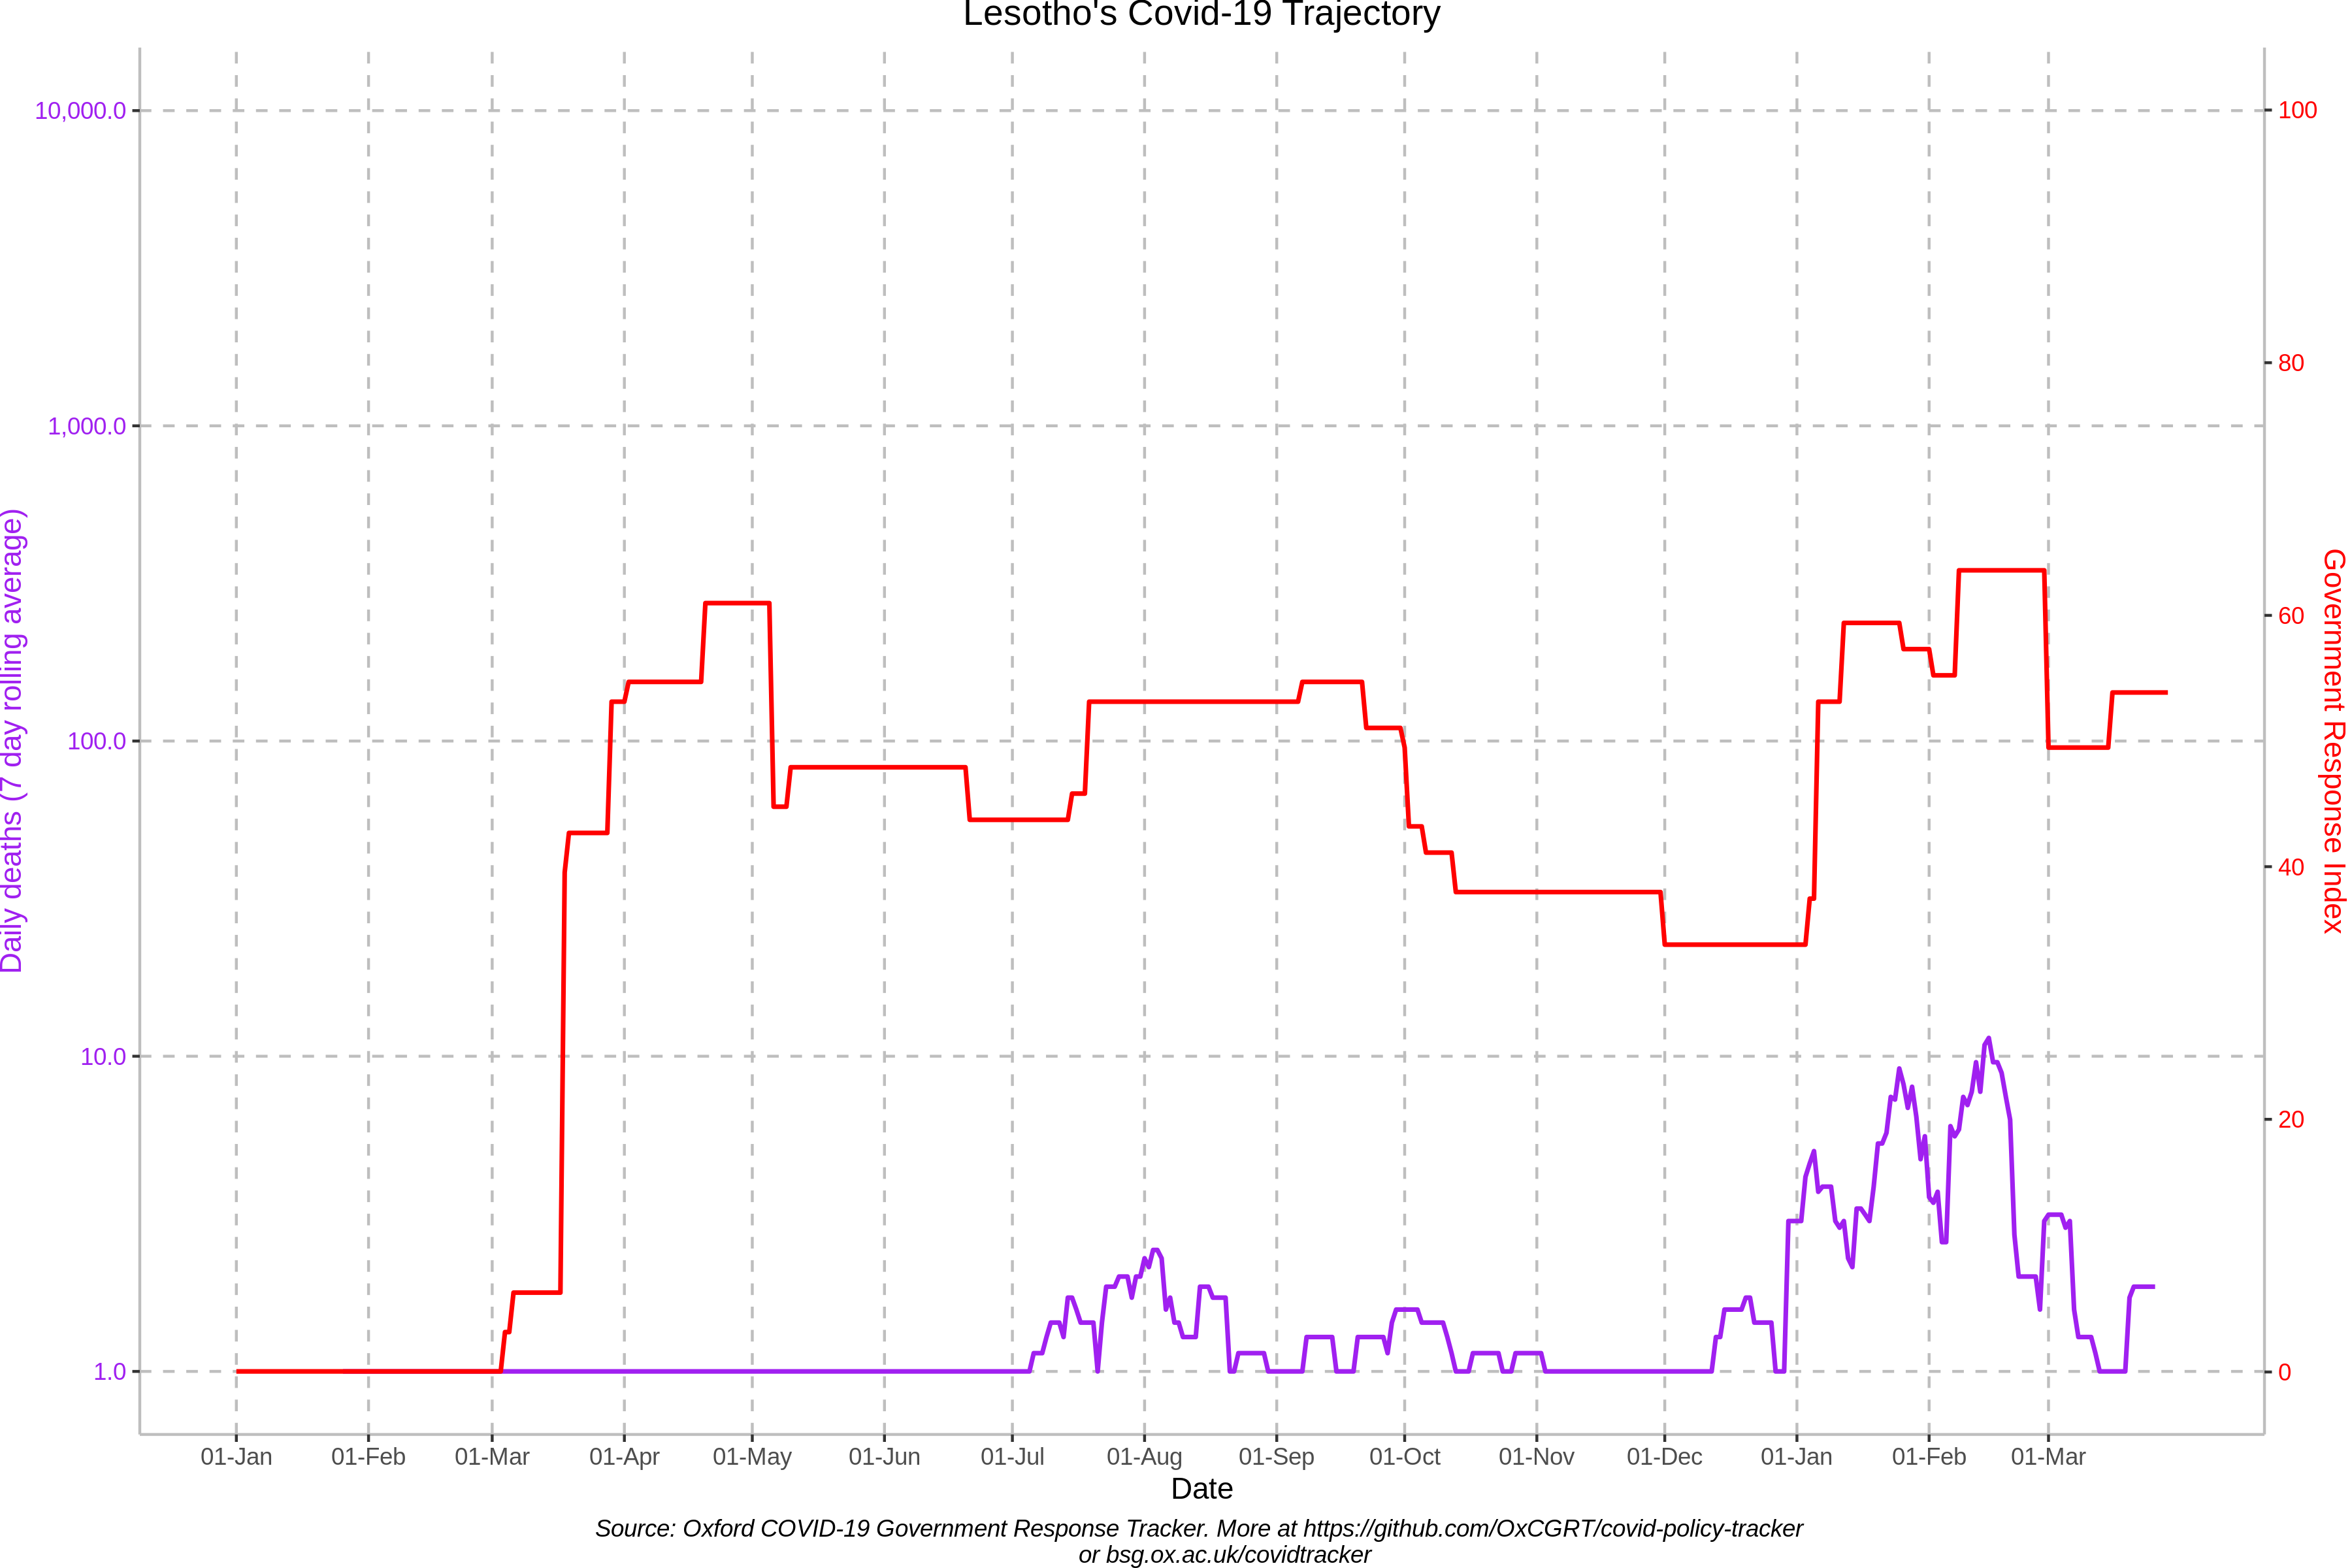 Lesotho's Covid-19 Trajectory
10,000.0
1,000.0
100.0
10.0
1.0
Daily deaths (7 day rolling average)
100
80
60
40
20
0
Government Response Index
01-Jan 01-Feb 01-Mar 01-Apr 01-May 01-Jun 01-Jul 01-Aug 01-Sep 01-Oct 01-Nov 01-Dec 01-Jan 01-Feb 01-Mar
Date
Source: Oxford COVID-19 Government Response Tracker. More at https://github.com/OxCGRT/covid-policy-tracker
or bsg.ox.ac.uk/covidtracker